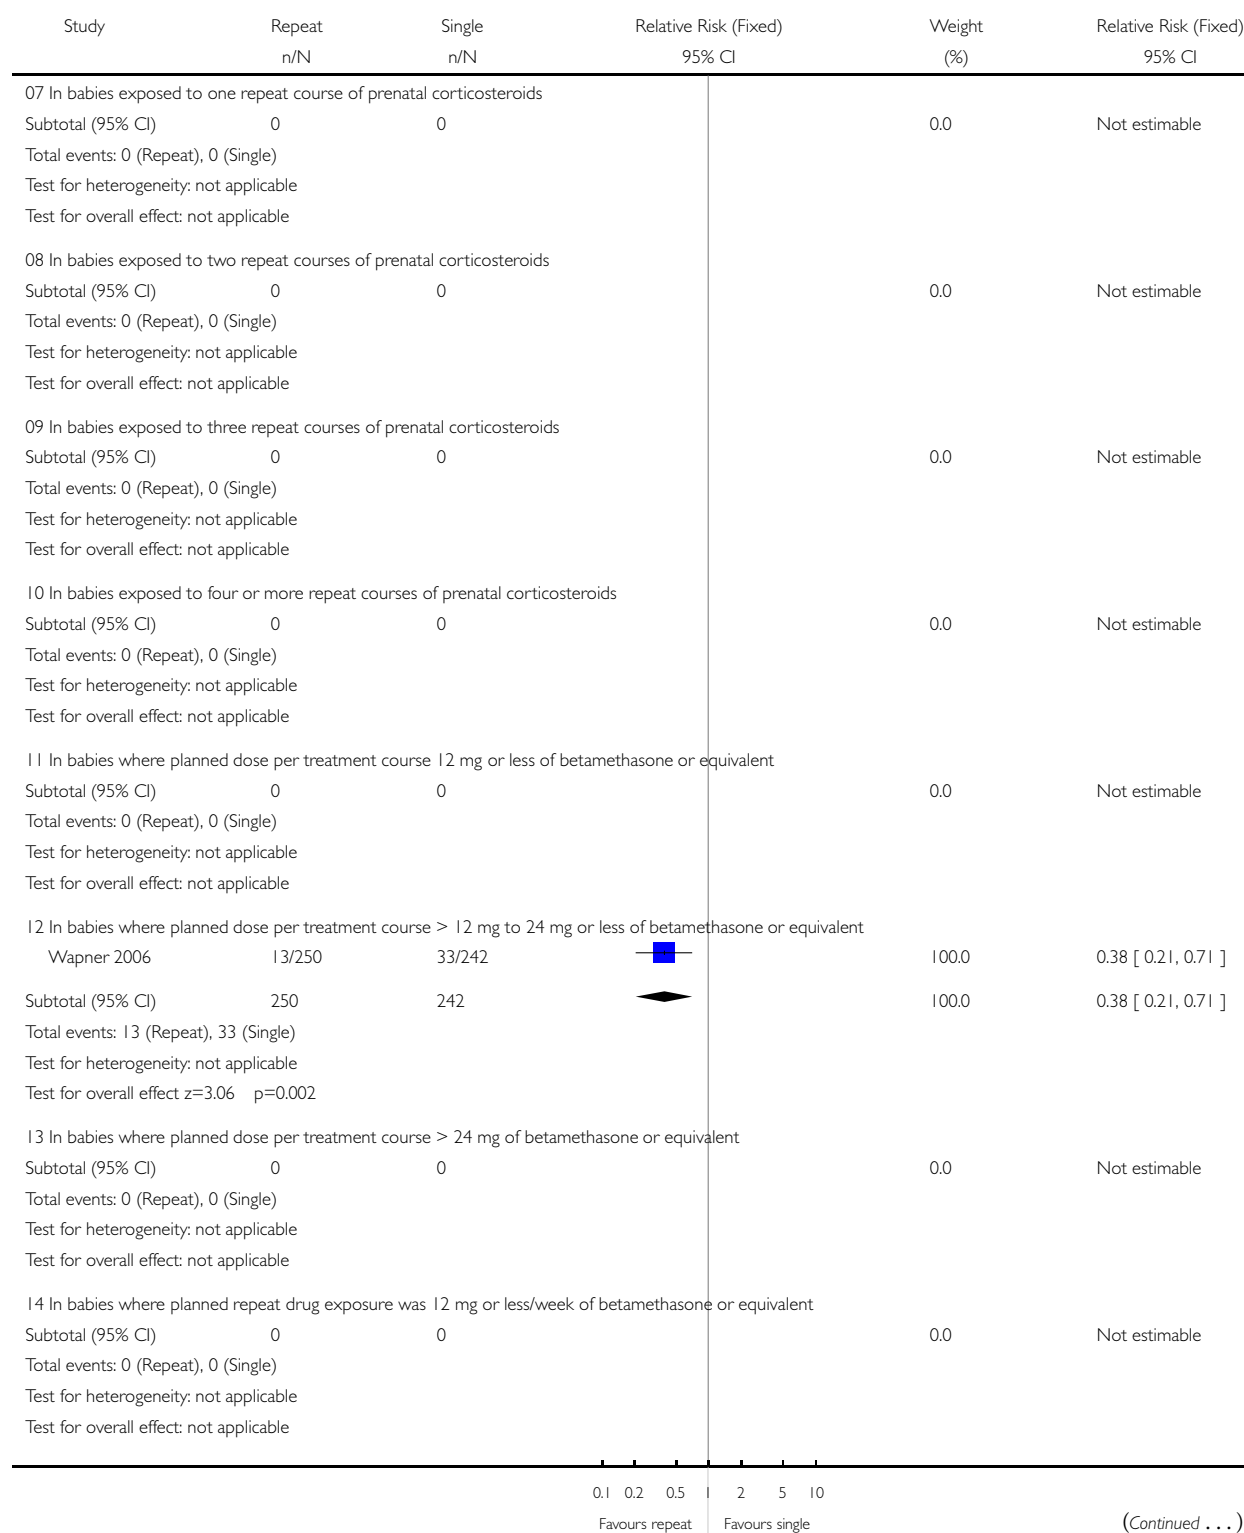 Study Repeat Single Relative Risk (Fixed) Weight Relative Risk (Fixed)
n/N n/N 95% CI (%) 95% CI
07 In babies exposed to one repeat course of prenatal corticosteroids
Subtotal (95% CI) 0 0 0.0 Not estimable
Total events: 0 (Repeat), 0 (Single)
Test for heterogeneity: not applicable
Test for overall effect: not applicable
08 In babies exposed to two repeat courses of prenatal corticosteroids
Subtotal (95% CI) 0 0 0.0 Not estimable
Total events: 0 (Repeat), 0 (Single)
Test for heterogeneity: not applicable
Test for overall effect: not applicable
09 In babies exposed to three repeat courses of prenatal corticosteroids
Subtotal (95% CI) 0 0 0.0 Not estimable
Total events: 0 (Repeat), 0 (Single)
Test for heterogeneity: not applicable
Test for overall effect: not applicable
10 In babies exposed to four or more repeat courses of prenatal corticosteroids
Subtotal (95% CI) 0 0 0.0 Not estimable
Total events: 0 (Repeat), 0 (Single)
Test for heterogeneity: not applicable
Test for overall effect: not applicable
11 In babies where planned dose per treatment course 12 mg or less of betamethasone or equivalent
Subtotal (95% CI) 0 0 0.0 Not estimable
Total events: 0 (Repeat), 0 (Single)
Test for heterogeneity: not applicable
Test for overall effect: not applicable
12 In babies where planned dose per treatment course > 12 mg to 24 mg or less of betamethasone or equivalent
Wapner 2006 13/250 33/242 100.0 0.38 [ 0.21, 0.71 ]
Subtotal (95% CI) 250 242 100.0 0.38 [ 0.21, 0.71 ]
Total events: 13 (Repeat), 33 (Single)
Test for heterogeneity: not applicable
Test for overall effect z=3.06 p=0.002
13 In babies where planned dose per treatment course > 24 mg of betamethasone or equivalent
Subtotal (95% CI) 0 0 0.0 Not estimable
Total events: 0 (Repeat), 0 (Single)
Test for heterogeneity: not applicable
Test for overall effect: not applicable
14 In babies where planned repeat drug exposure was 12 mg or less/week of betamethasone or equivalent
Subtotal (95% CI) 0 0 0.0 Not estimable
Total events: 0 (Repeat), 0 (Single)
Test for heterogeneity: not applicable
Test for overall effect: not applicable
0.1 0.2 0.5 1 2 5 10
Favours repeat Favours single (Continued . . . )